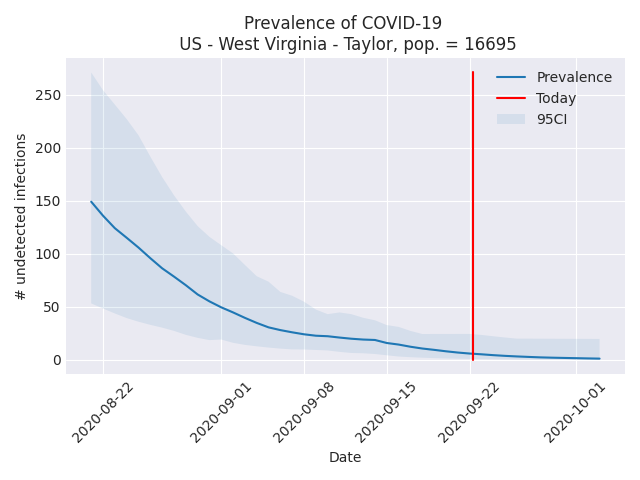 Prevalence of COVID-19
US - West Virginia - Taylor, pop. = 16695
Prevalence
Today
95CI
# undetected infections
250
200
150
100
50
0
2020-08-22
2020-09-01
2020-09-08
2020-09-15
2020-09-22
2020-10-01
Date